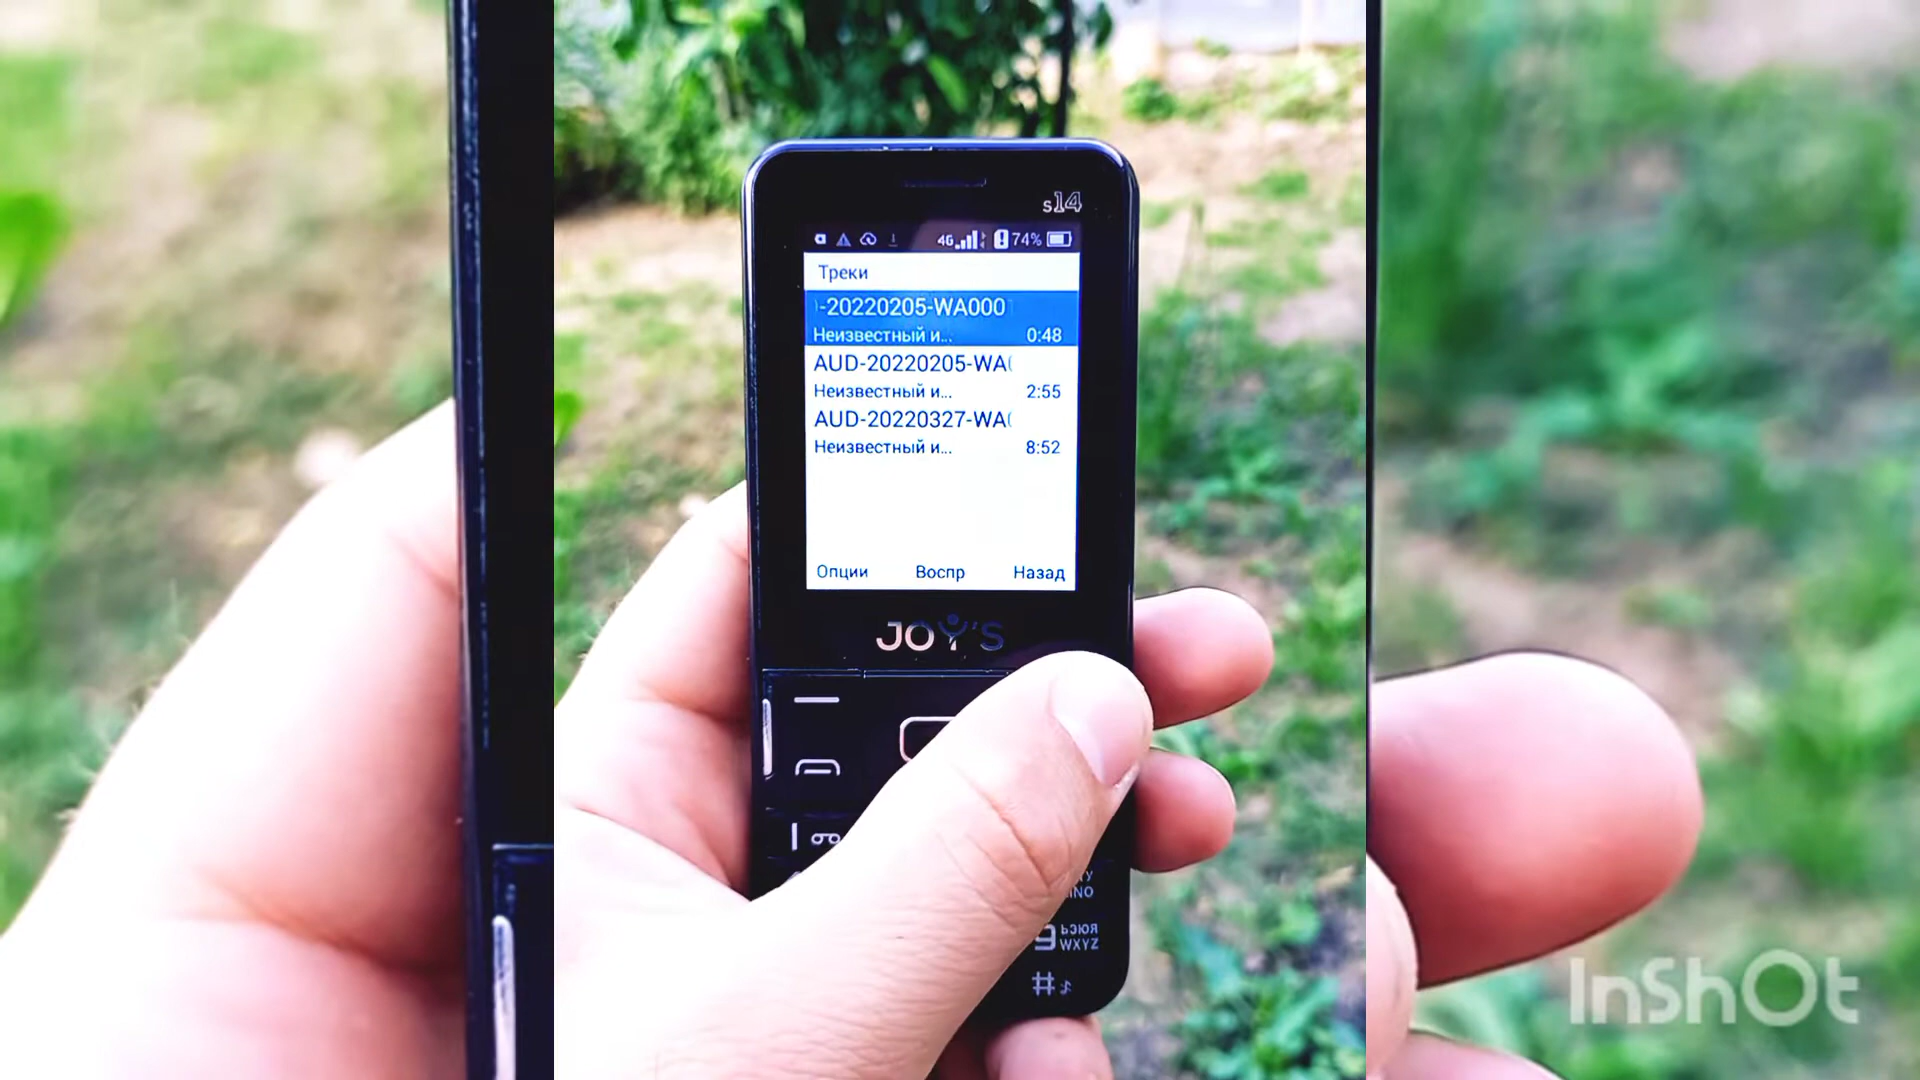 s14
4G 74%
Треки
-20220205-WA000
Неизвестный и... 0:48
AUD-20220205-WA
Неизвестный и... 2:55
AUD-20220327-WA
Неизвестный и... 8:52
Опции Воспр Назад
JOY'S
9 ЬЭЮЯ
WXYZ
#
InShOt